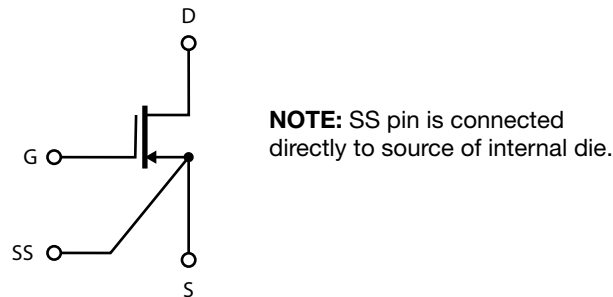 D
NOTE: SS pin is connected
directly to source of internal die.
G
SS
S